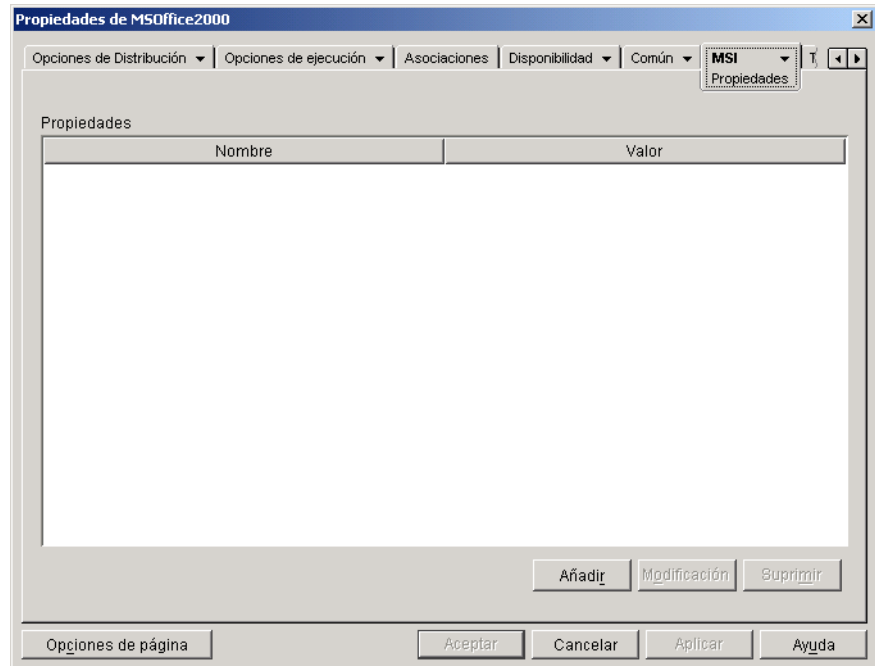 Propiedades de MSOffice2000
Opciones de Distribución Opciones de ejecución Asociaciones Disponibilidad Común MSI
Propiedades
Propiedades
Nombre Valor
Añadir Modificación Suprimir
Opciones de página Aceptar Cancelar Aplicar Ayuda